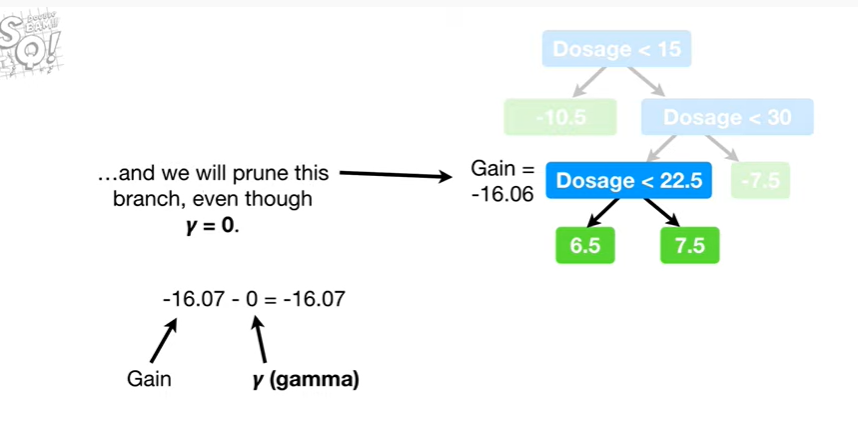 Dosage < 15
-10.5
Dosage < 30
…and we will prune this
branch, even though
γ = 0.
Gain =
-16.06
Dosage < 22.5
-7.5
6.5
7.5
-16.07 - 0 = -16.07
Gain
γ (gamma)